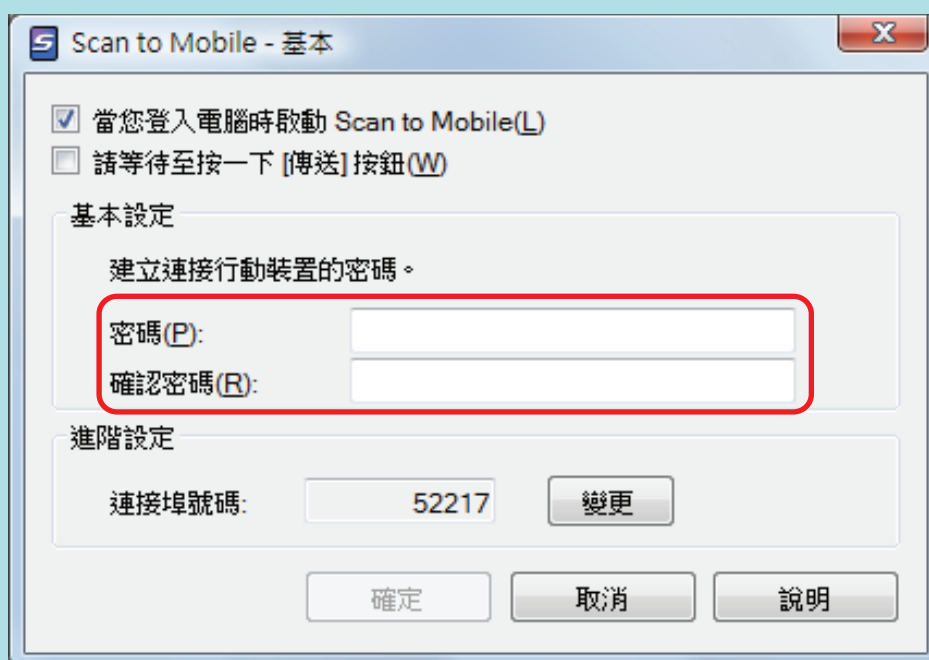 Scan to Mobile - 基本
當您登入電腦時啟動 Scan to Mobile(L)
請等待至按一下 [傳送] 按鈕(W)
基本設定
建立連接行動裝置的密碼。
密碼(P):
確認密碼(R):
進階設定
連接埠號碼: 52217 變更
確定 取消 說明